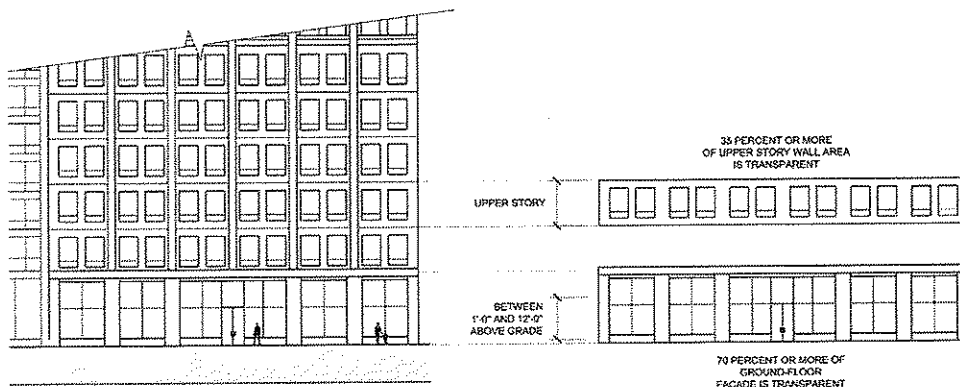 35 PERCENT OR MORE
OF UPPER STORY WALL AREA
IS TRANSPARENT
UPPER STORY
BETWEEN
1'-0" AND 12'-0"
ABOVE GRADE
70 PERCENT OR MORE OF
GROUND-FLOOR
FACADE IS TRANSPARENT